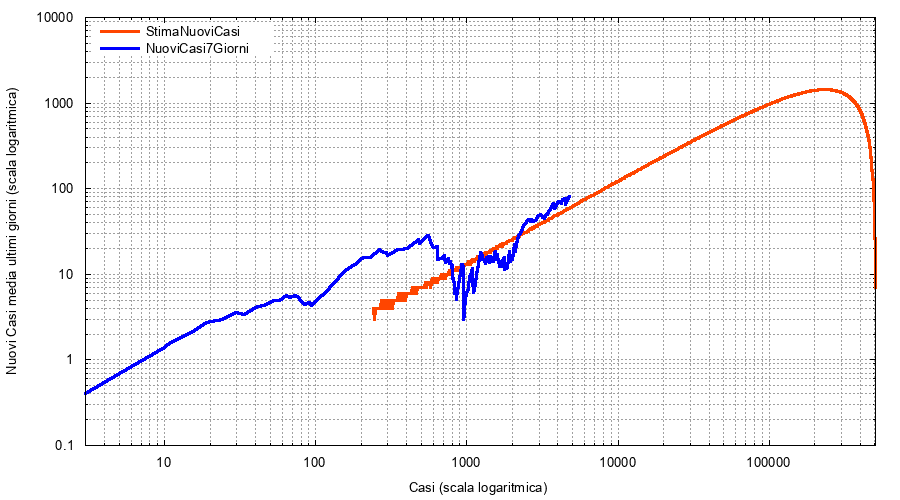 StimaNuoviCasi
NuoviCasi7Giorni
Nuovi Casi media ultimi giorni (scala logaritmica)
10000
1000
100
10
1
0.1
10 100 1000 10000 100000
Casi (scala logaritmica)